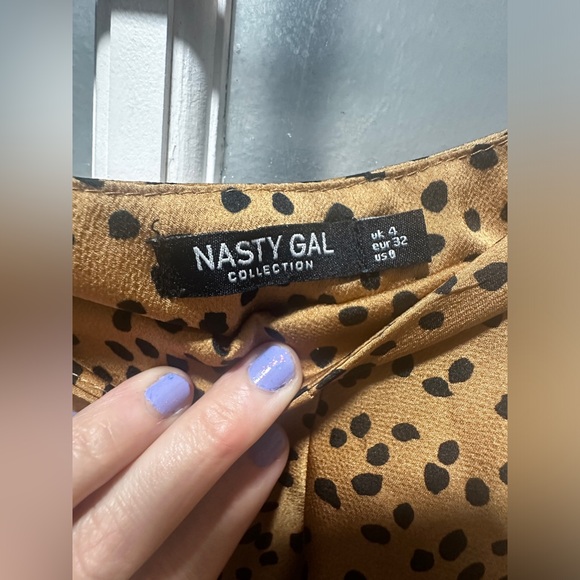 NASTY GAL
COLLECTION
uk 4
eur 32
us 0